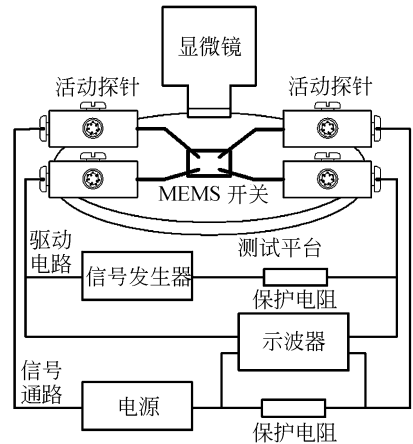 显微镜
活动探针
活动探针
MEMS 开关
测试平台
驱动
电路
信号发生器
保护电阻
示波器
信号
通路
电源
保护电阻